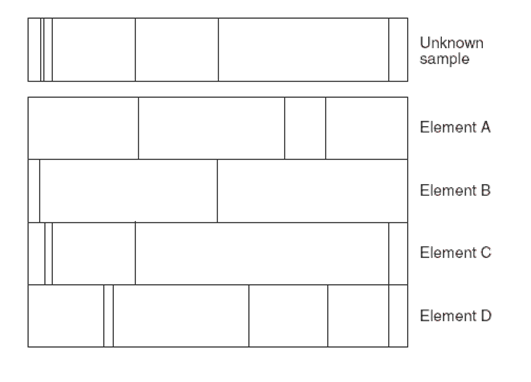 Unknown
sample
Element A
Element B
Element C
Element D